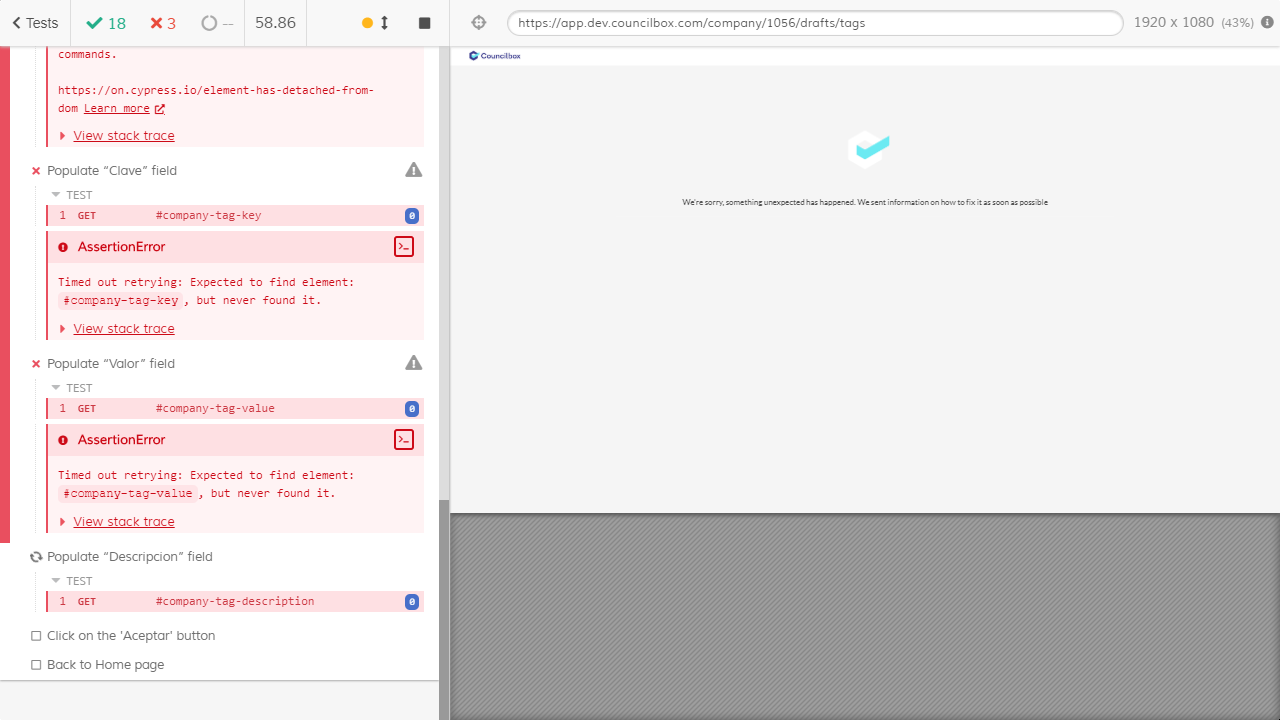 Tests
18
3
--
58.86
https://app.dev.councilbox.com/company/1056/drafts/tags
1920 x 1080 (43%)
commands.
https://on.cypress.io/element-has-detached-from-
dom Learn more
View stack trace
Populate “Clave” field
TEST
1 GET #company-tag-key 0
AssertionError
Timed out retrying: Expected to find element:
#company-tag-key, but never found it.
View stack trace
Populate “Valor” field
TEST
1 GET #company-tag-value 0
AssertionError
Timed out retrying: Expected to find element:
#company-tag-value, but never found it.
View stack trace
Populate “Descripcion” field
TEST
1 GET #company-tag-description 0
Click on the 'Aceptar' button
Back to Home page
Councilbox
We're sorry, something unexpected has happened. We sent information on how to fix it as soon as possible